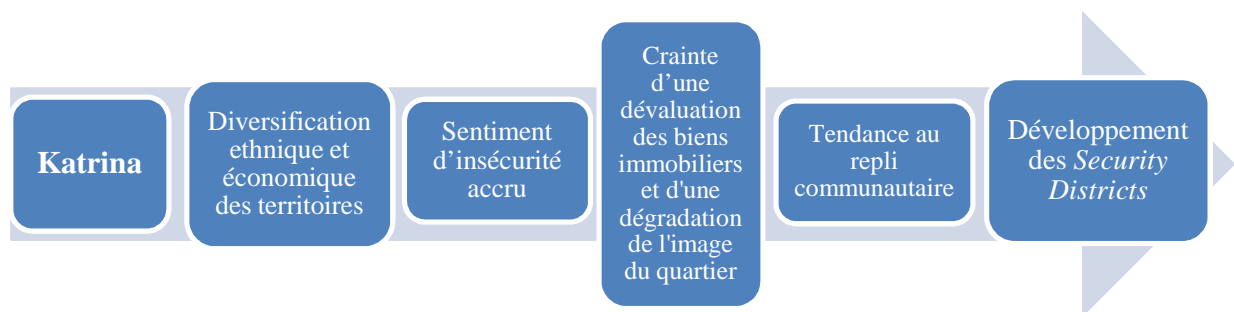 Katrina
Diversification
ethnique et
économique
des territoires
Sentiment
d’insécurité
accru
Crainte
d’une
dévaluation
des biens
immobiliers
et d'une
dégradation
de l'image
du quartier
Tendance au
repli
communautaire
Développement
des Security
Districts